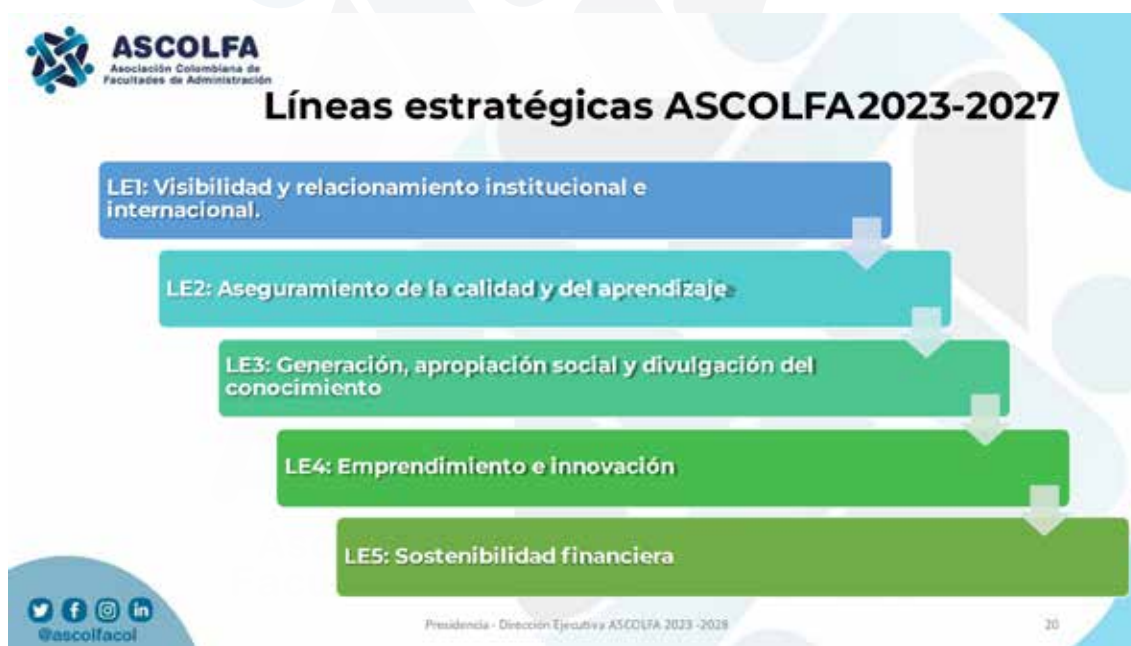 ASCOLFA
Asociación Colombiana de
Facultades de Administración
Líneas estratégicas ASCOLFA2023-2027
LE1: Visibilidad y relacionamiento institucional e
internacional.
LE2: Aseguramiento de la calidad y del aprendizaje
LE3: Generación, apropiación social y divulgación del
conocimiento
LE4: Emprendimiento e innovación
LE5: Sostenibilidad financiera
@ascolfacol
Presidencia - Dirección Ejecutiva ASCOLFA 2023 -2028
20